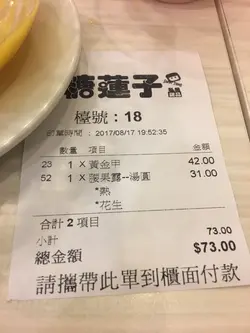 糖蓮子
檯號：18
時間：2017/08/17 19:52:35
數量 項目 金額
23 1 X 黃金甲 42.00
52 1 X 腰果露--湯圓 31.00
*熱
*花生
合計 2 項目
小計 73.00
總金額 $73.00
請攜帶此單到櫃面付款